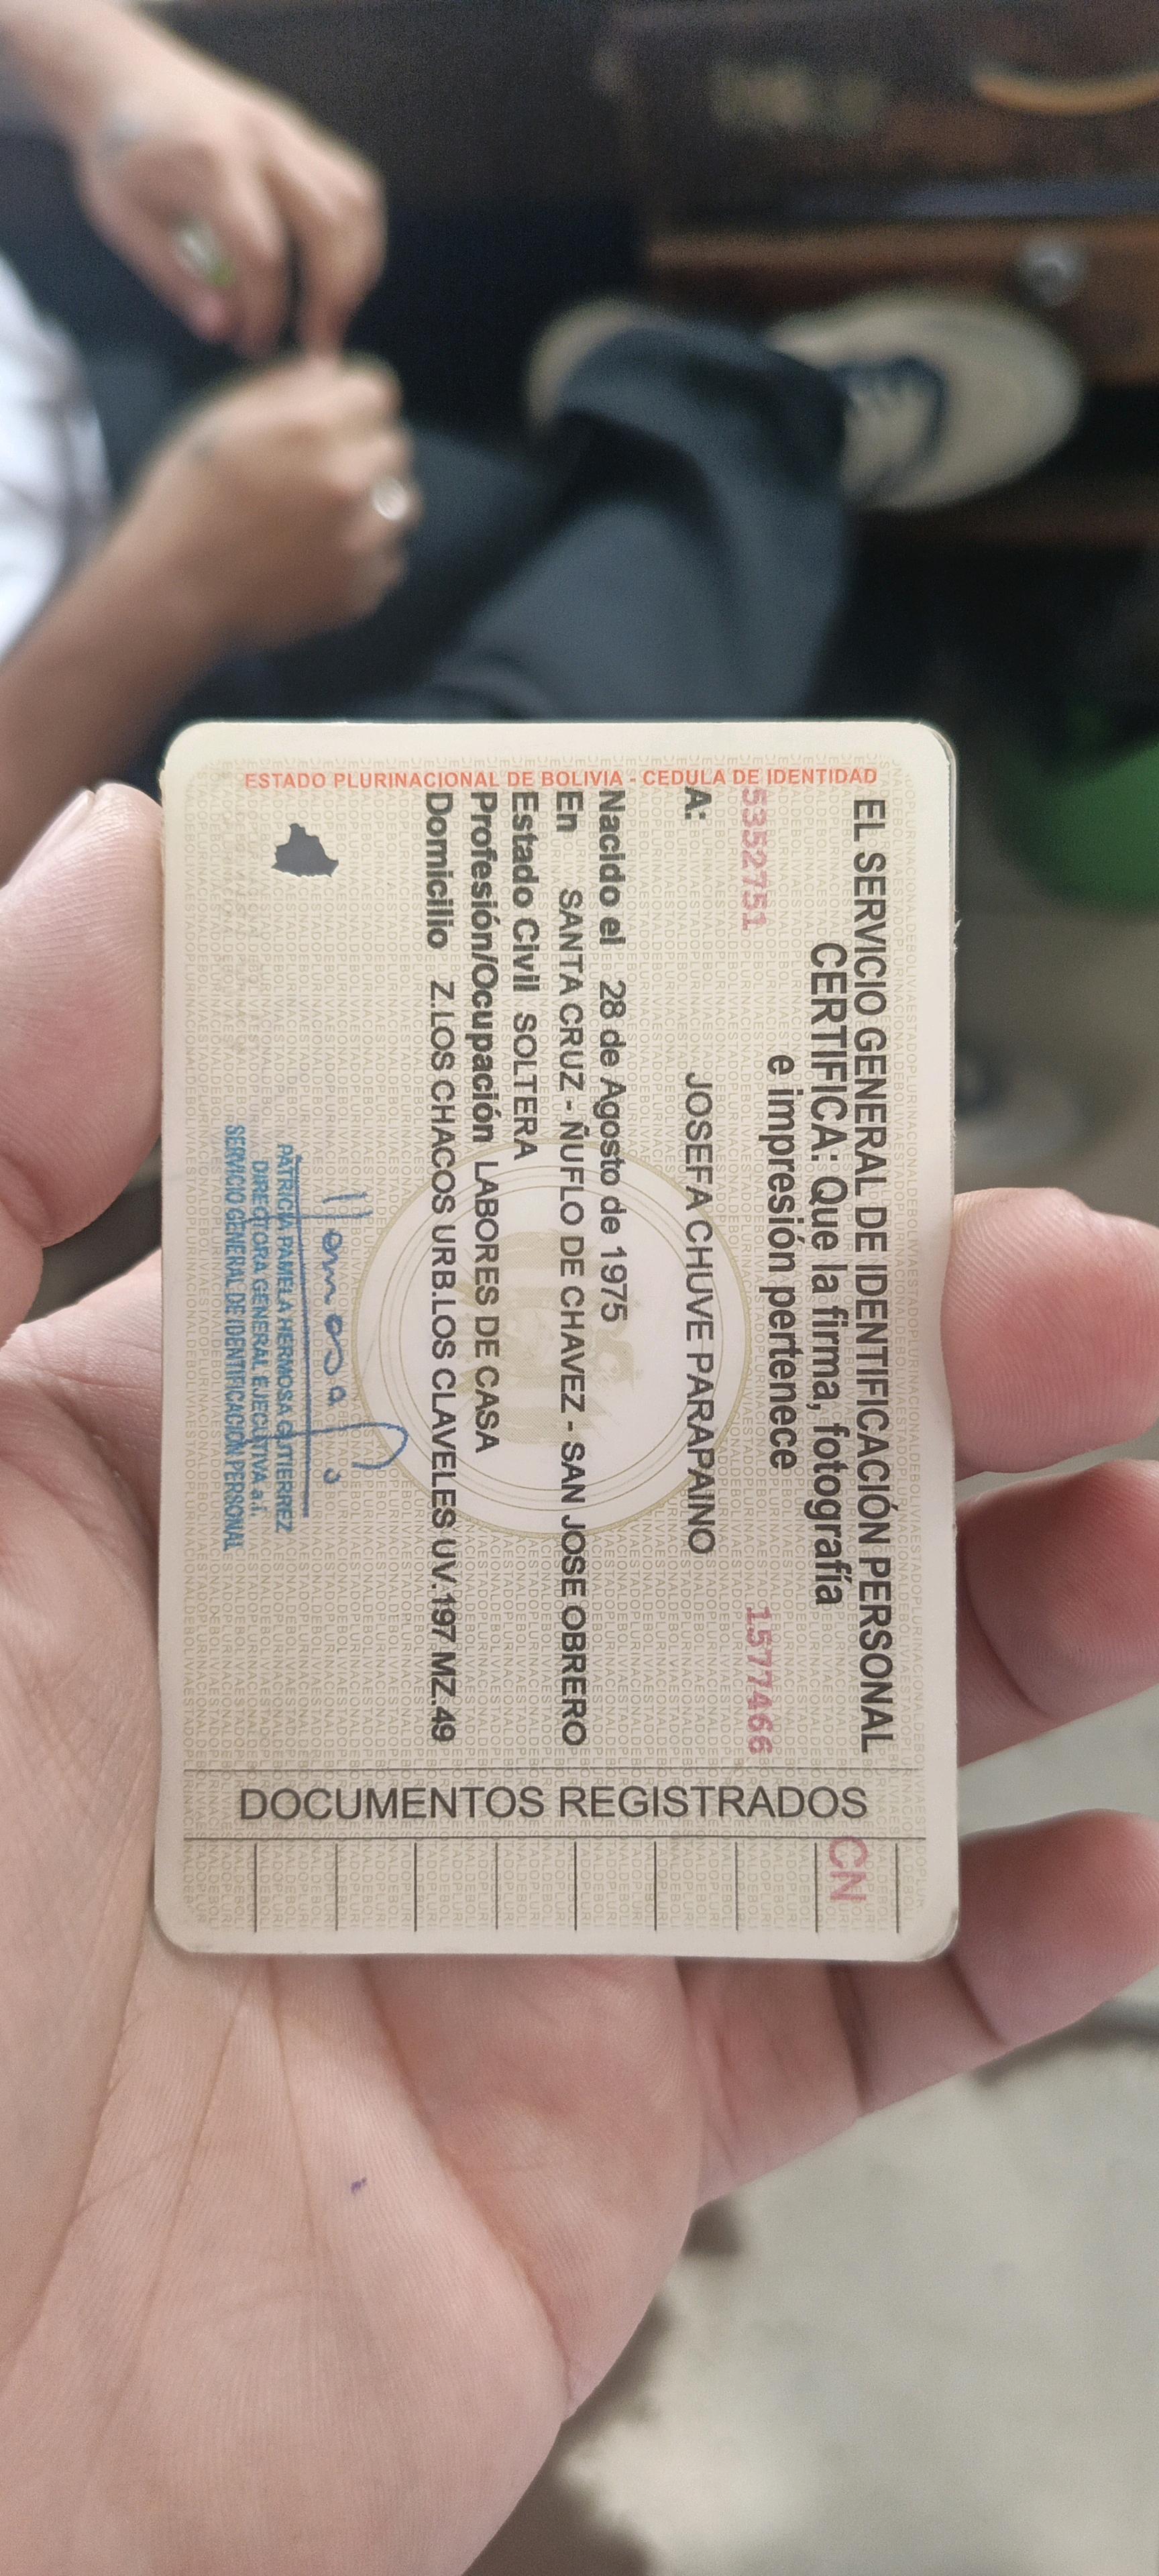 ESTADO PLURINACIONAL DE BOLIVIA - CEDULA DE IDENTIDAD
EL SERVICIO GENERAL DE IDENTIFICACIÓN PERSONAL
CERTIFICA: Que la firma, fotografía
e impresión pertenece
5352751 1577466
A: JOSEFA CHUVE PARAPAINO
Nacido el 28 de Agosto de 1975
En SANTA CRUZ - ÑUFLO DE CHAVEZ - SAN JOSE OBRERO
Estado Civil SOLTERA
Profesión/Ocupación LABORES DE CASA
Domicilio Z.LOS CHACOS URB.LOS CLAVELES UV.197 MZ.49
PATRICIA PAMELA HERMOSA GUTIERREZ
DIRECTORA GENERAL EJECUTIVA a.i.
SERVICIO GENERAL DE IDENTIFICACIÓN PERSONAL
DOCUMENTOS REGISTRADOS
CN